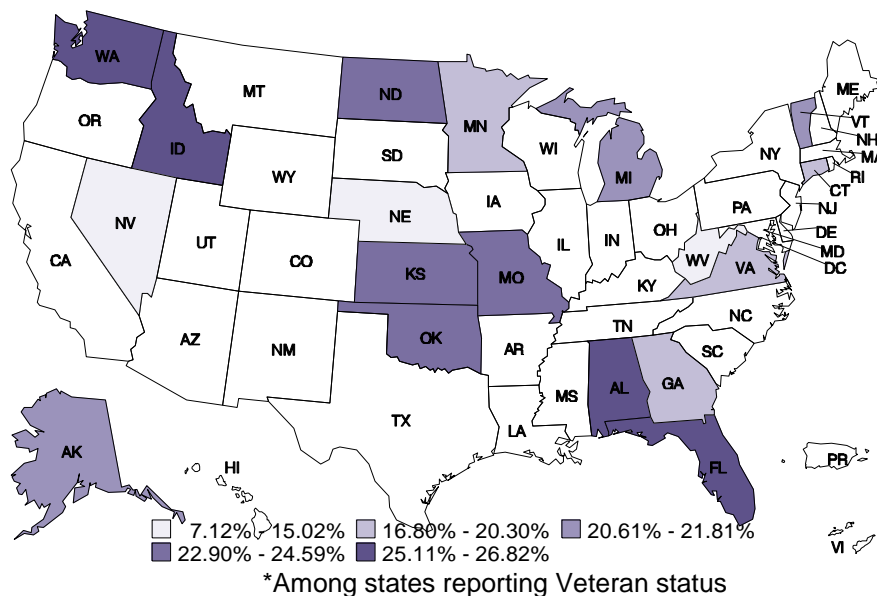 WA
MT
ND
ME
OR
MN
VT
ID
NH
SD
WI
NY
MA
WY
MI
RI
CT
IA
PA
NJ
NV
NE
OH
DE
UT
IL
IN
MD
CA
CO
WV
VA
DC
KS
MO
KY
NC
TN
AZ
NM
OK
AR
SC
MS
AL
GA
TX
LA
AK
HI
FL
PR
7.12% - 15.02%
16.80% - 20.30%
20.61% - 21.81%
22.90% - 24.59%
25.11% - 26.82%
VI
*Among states reporting Veteran status